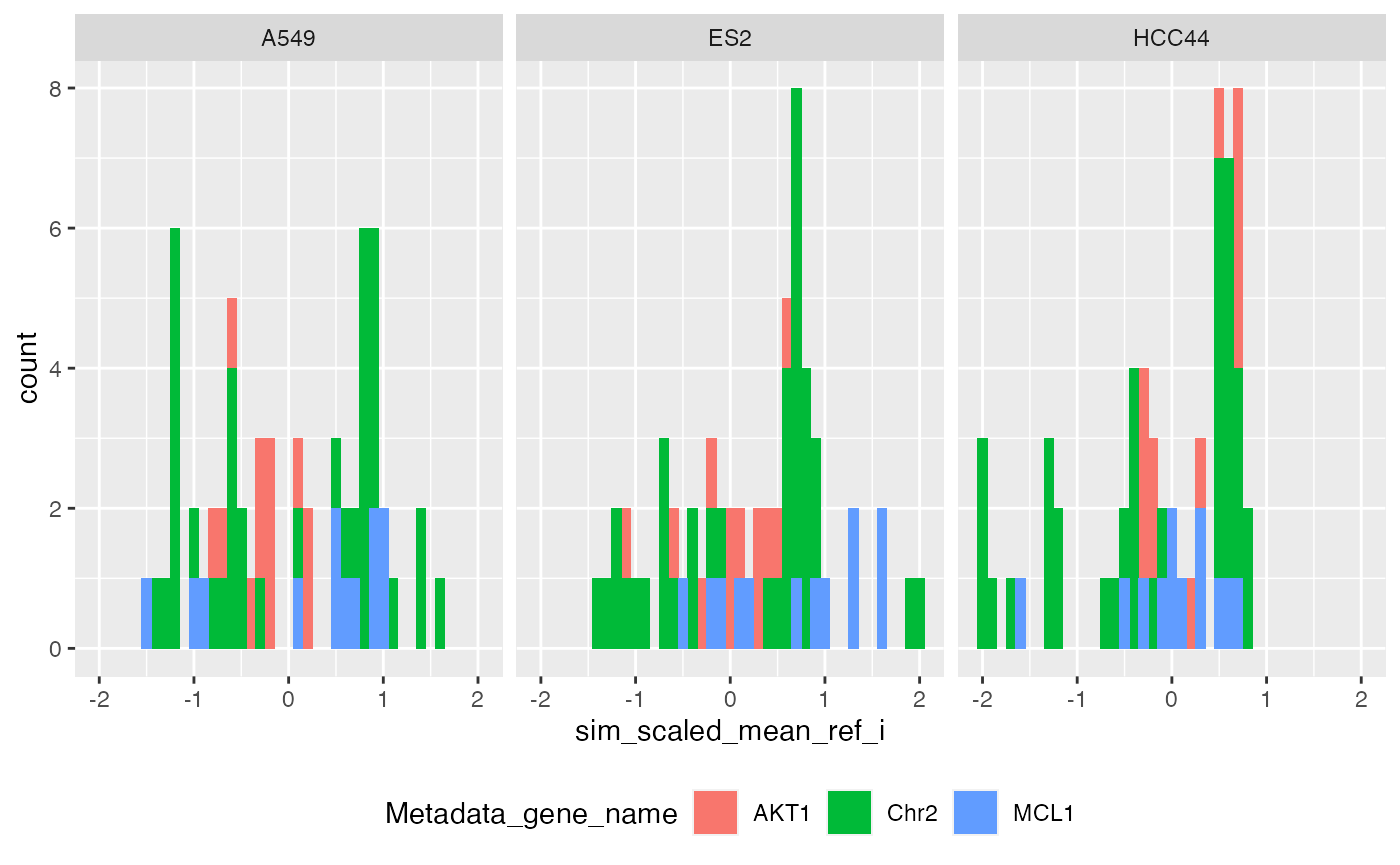 A549 ES2 HCC44
8
6
4
2
0
count
-2 -1 0 1 2 -2 -1 0 1 2 -2 -1 0 1 2
sim_scaled_mean_ref_i
Metadata_gene_name AKT1 Chr2 MCL1